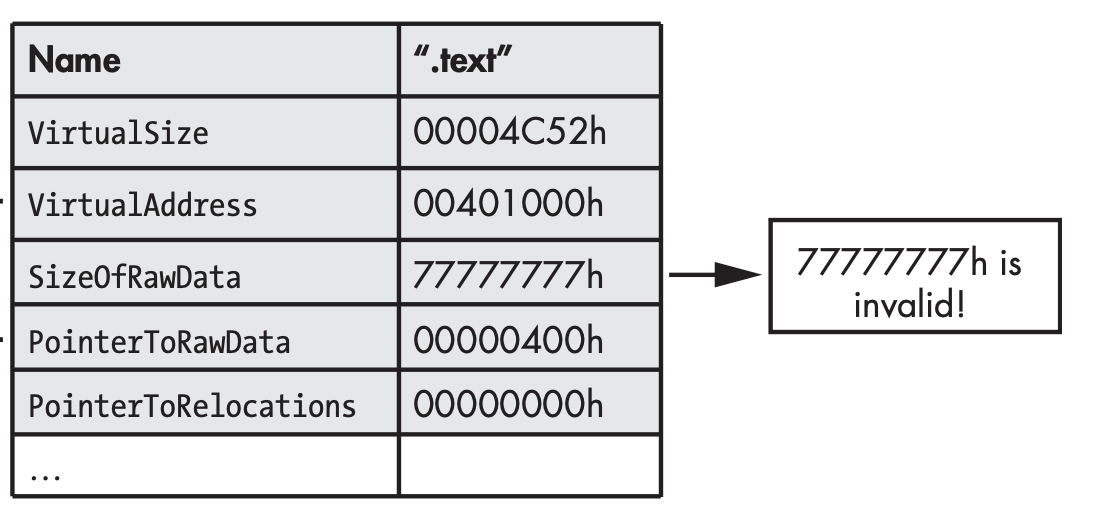 Name “.text”
VirtualSize 00004C52h
VirtualAddress 00401000h
SizeOfRawData 77777777h
PointerToRawData 00000400h
PointerToRelocations 00000000h
...
77777777h is
invalid!